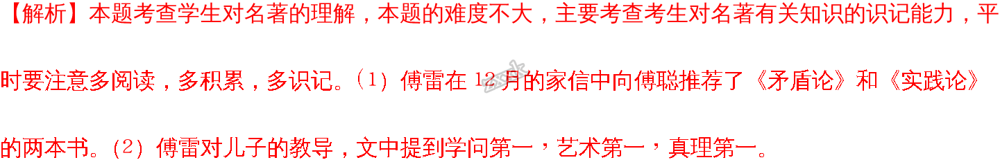 【解析】本题考查学生对名著的理解，本题的难度不大，主要考查考生对名著有关知识的识记能力，平
时要注意多阅读，多积累，多识记。（1）傅雷在 12 月的家信中向傅聪推荐了《矛盾论》和《实践论》
的两本书。（2）傅雷对儿子的教导，文中提到学问第一，艺术第一，真理第一。